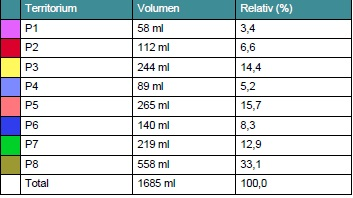 Territorium Volumen Relativ (%)
P1 58 ml 3,4
P2 112 ml 6,6
P3 244 ml 14,4
P4 89 ml 5,2
P5 265 ml 15,7
P6 140 ml 8,3
P7 219 ml 12,9
P8 558 ml 33,1
Total 1685 ml 100,0